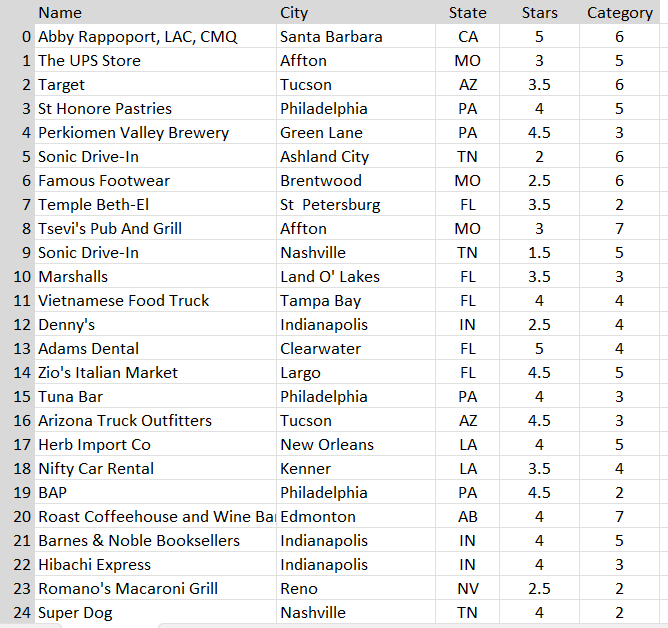 Name City State Stars Category
0 Abby Rappoport, LAC, CMQ Santa Barbara CA 5 6
1 The UPS Store Affton MO 3 5
2 Target Tucson AZ 3.5 6
3 St Honore Pastries Philadelphia PA 4 5
4 Perkiomen Valley Brewery Green Lane PA 4.5 3
5 Sonic Drive-In Ashland City TN 2 6
6 Famous Footwear Brentwood MO 2.5 6
7 Temple Beth-El St  Petersburg FL 3.5 2
8 Tsevi's Pub And Grill Affton MO 3 7
9 Sonic Drive-In Nashville TN 1.5 5
10 Marshalls Land O' Lakes FL 3.5 3
11 Vietnamese Food Truck Tampa Bay FL 4 4
12 Denny's Indianapolis IN 2.5 4
13 Adams Dental Clearwater FL 5 4
14 Zio's Italian Market Largo FL 4.5 5
15 Tuna Bar Philadelphia PA 4 3
16 Arizona Truck Outfitters Tucson AZ 4.5 3
17 Herb Import Co New Orleans LA 4 5
18 Nifty Car Rental Kenner LA 3.5 4
19 BAP Philadelphia PA 4.5 2
20 Roast Coffeehouse and Wine Ba Edmonton AB 4 7
21 Barnes & Noble Booksellers Indianapolis IN 4 5
22 Hibachi Express Indianapolis IN 4 3
23 Romano's Macaroni Grill Reno NV 2.5 2
24 Super Dog Nashville TN 4 2